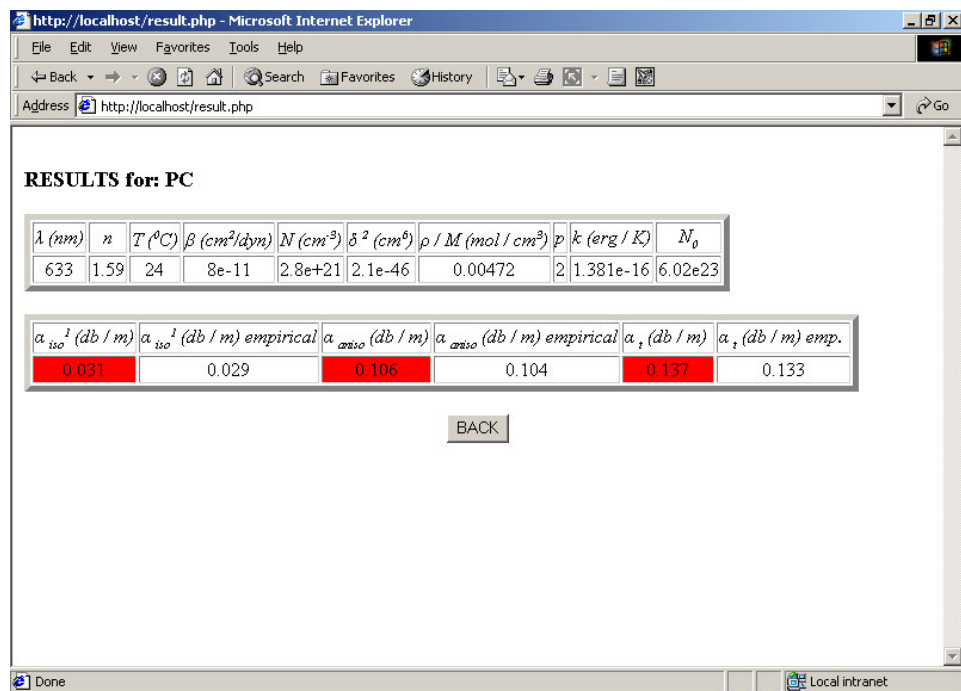 http://localhost/result.php - Microsoft Internet Explorer
File Edit View Favorites Tools Help
Back Search Favorites History
Address http://localhost/result.php Go
RESULTS for: PC
λ (nm) n T (⁰C) β (cm²/dyn) N (cm⁻³) δ ² (cm⁶) ρ / M (mol / cm³) p k (erg / K) N₀
633 1.59 24 8e-11 2.8e+21 2.1e-46 0.00472 2 1.381e-16 6.02e23
α iso¹ (db / m) α iso¹ (db / m) empirical α aniso (db / m) α aniso (db / m) empirical α t (db / m) α t (db / m) emp.
0.031 0.029 0.106 0.104 0.137 0.133
BACK
Done Local intranet